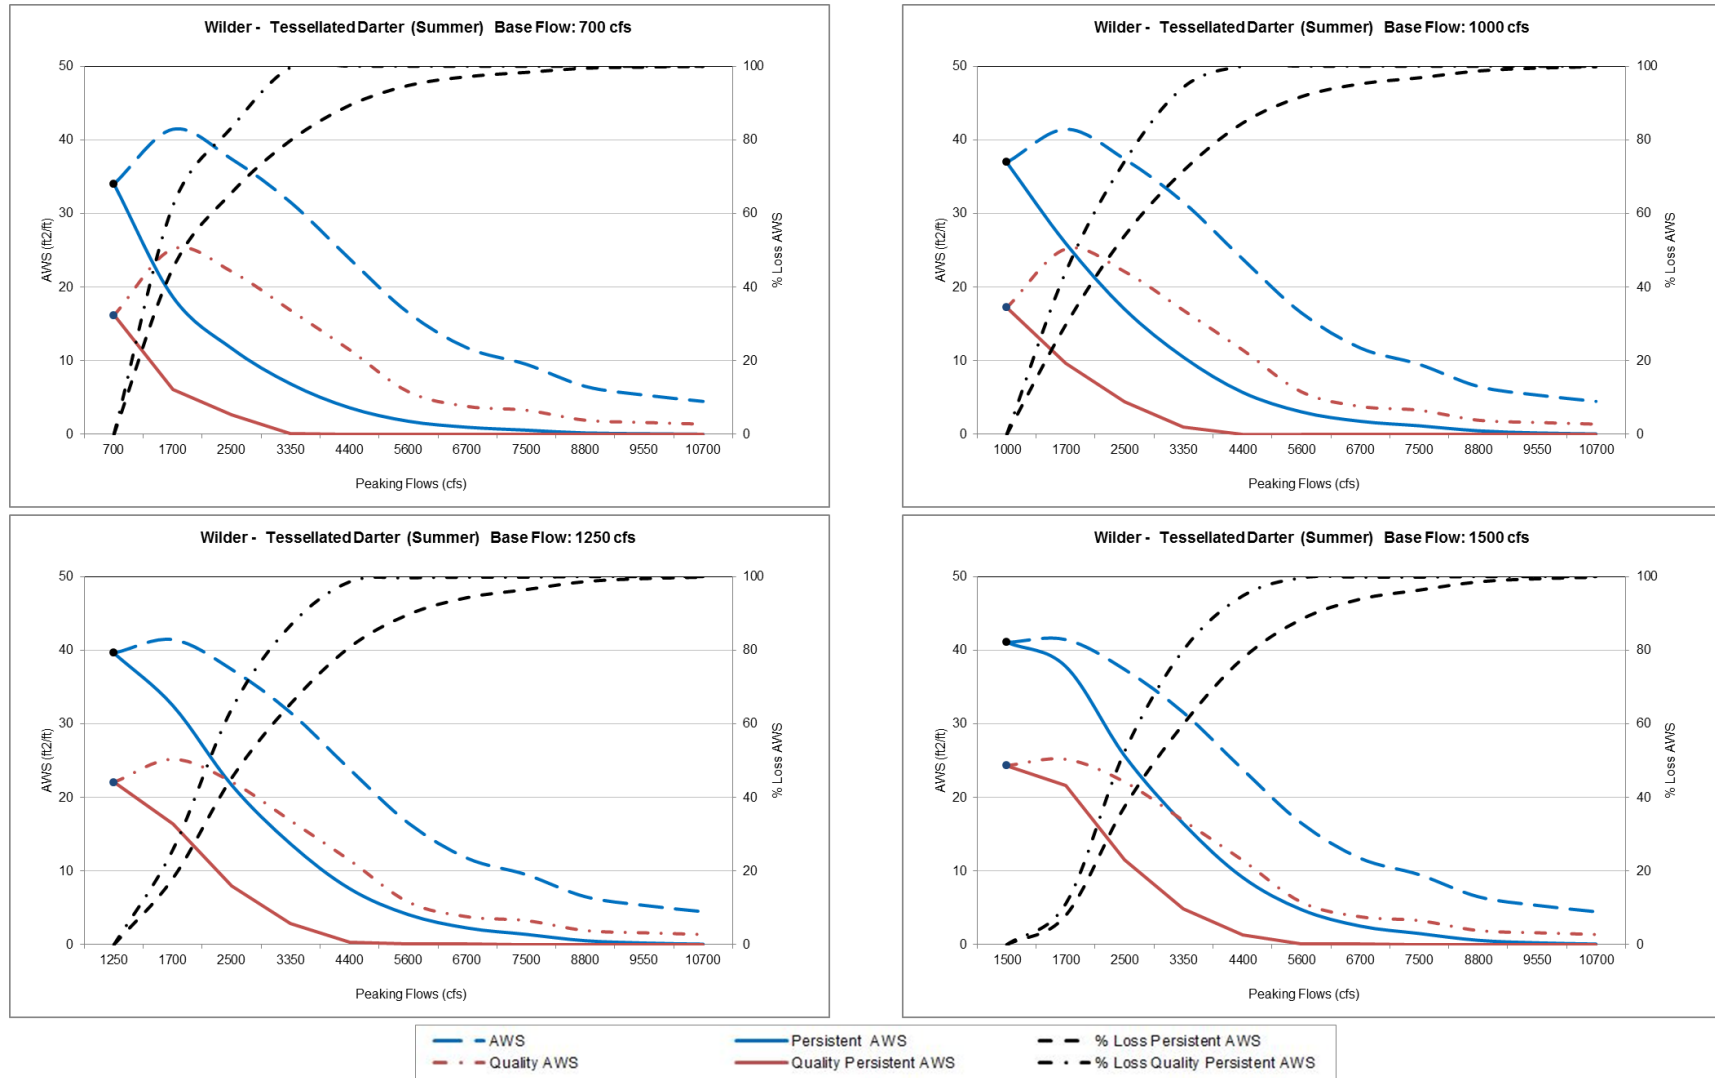 Wilder - Tessellated Darter (Summer) Base Flow: 700 cfs
50
40
30
20
10
0
100
80
60
40
20
0
AWS (ft2/ft)
% Loss AWS
700 1700 2500 3350 4400 5600 6700 7500 8800 9550 10700
Peaking Flows (cfs)
Wilder - Tessellated Darter (Summer) Base Flow: 1000 cfs
50
40
30
20
10
0
100
80
60
40
20
0
AWS (ft2/ft)
% Loss AWS
1000 1700 2500 3350 4400 5600 6700 7500 8800 9550 10700
Peaking Flows (cfs)
Wilder - Tessellated Darter (Summer) Base Flow: 1250 cfs
50
40
30
20
10
0
100
80
60
40
20
0
AWS (ft2/ft)
% Loss AWS
1250 1700 2500 3350 4400 5600 6700 7500 8800 9550 10700
Peaking Flows (cfs)
Wilder - Tessellated Darter (Summer) Base Flow: 1500 cfs
50
40
30
20
10
0
100
80
60
40
20
0
AWS (ft2/ft)
% Loss AWS
1500 1700 2500 3350 4400 5600 6700 7500 8800 9550 10700
Peaking Flows (cfs)
AWS Persistent AWS % Loss Persistent AWS
Quality AWS Quality Persistent AWS % Loss Quality Persistent AWS